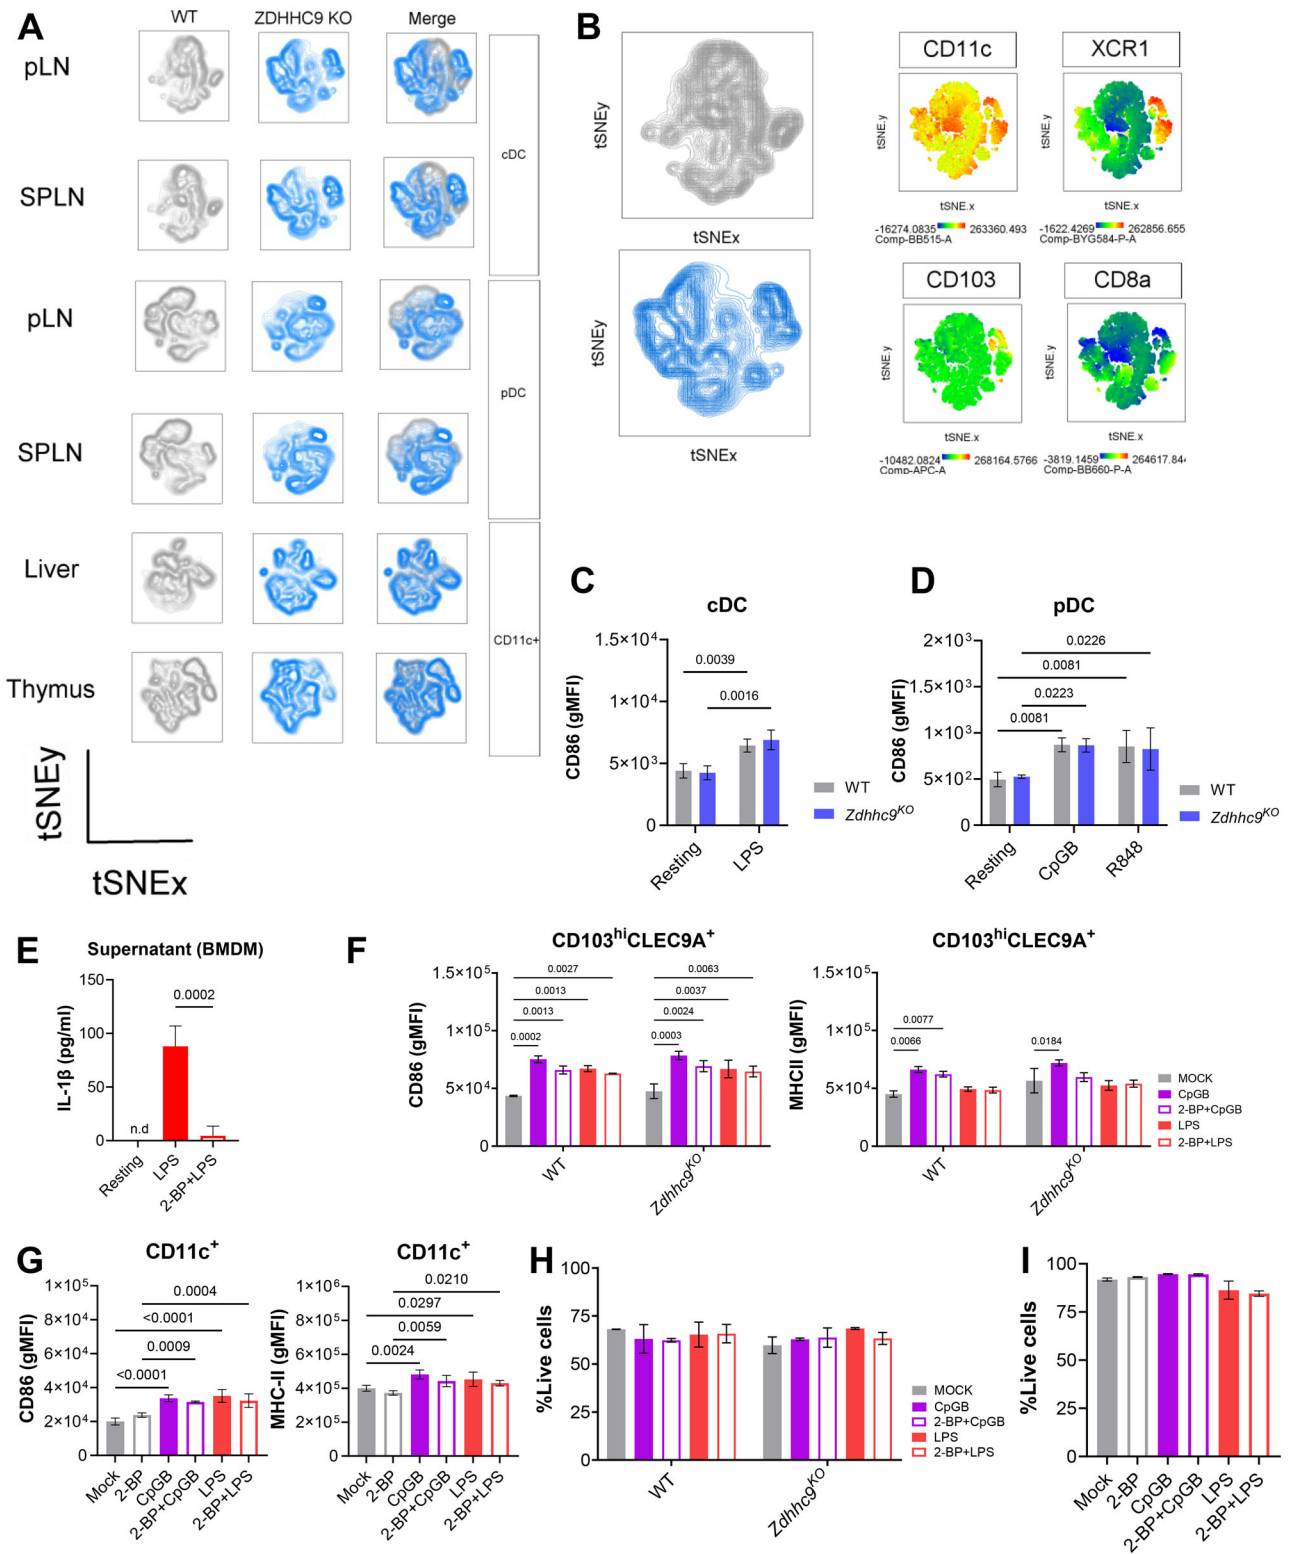 A
WT
ZDHHC9 KO
Merge
pLN
SPLN
cDC
pLN
SPLN
pDC
Liver
Thymus
CD11c+
tSNEy
tSNEx
B
tSNEy
tSNEx
tSNEy
tSNEx
CD11c
tSNE.y
tSNE.x
-16274.0835 263360.493
Comp-BB515-A
XCR1
tSNE.y
tSNE.x
-1622.4269 262856.655
Comp-BYG584-P-A
CD103
tSNE.y
tSNE.x
-10482.0824 268164.5766
Comp-APC-A
CD8a
tSNE.y
tSNE.x
-3819.1459 264617.84
Comp-BB660-P-A
C
cDC
CD86 (gMFI)
1.5×10⁴
1×10⁴
5×10³
0
0.0039
0.0016
Resting
LPS
WT
Zdhhc9ᴷᴼ
D
pDC
CD86 (gMFI)
2×10³
1.5×10³
1×10³
5×10²
0
0.0226
0.0081
0.0223
0.0081
Resting
CpGB
R848
WT
Zdhhc9ᴷᴼ
E
Supernatant (BMDM)
IL-1β (pg/ml)
150
100
50
0
0.0002
n.d
Resting
LPS
2-BP+LPS
F
CD103ʰⁱCLEC9A⁺
CD86 (gMFI)
1.5×10⁵
1×10⁵
5×10⁴
0
0.0027
0.0013
0.0013
0.0002
0.0063
0.0037
0.0024
0.0003
WT
Zdhhc9ᴷᴼ
CD103ʰⁱCLEC9A⁺
MHCII (gMFI)
1.5×10⁵
1×10⁵
5×10⁴
0
0.0077
0.0066
0.0184
WT
Zdhhc9ᴷᴼ
MOCK
CpGB
2-BP+CpGB
LPS
2-BP+LPS
G
CD11c⁺
CD86 (gMFI)
1×10⁵
8×10⁴
6×10⁴
4×10⁴
2×10⁴
0
0.0004
<0.0001
0.0009
<0.0001
Mock
2-BP
CpGB
2-BP+CpGB
LPS
2-BP+LPS
CD11c⁺
MHC-II (gMFI)
1×10⁶
8×10⁵
6×10⁵
4×10⁵
2×10⁵
0
0.0210
0.0297
0.0059
0.0024
Mock
2-BP
CpGB
2-BP+CpGB
LPS
2-BP+LPS
H
%Live cells
100
75
50
25
0
WT
Zdhhc9ᴷᴼ
MOCK
CpGB
2-BP+CpGB
LPS
2-BP+LPS
I
%Live cells
100
75
50
25
0
Mock
2-BP
CpGB
2-BP+CpGB
LPS
2-BP+LPS